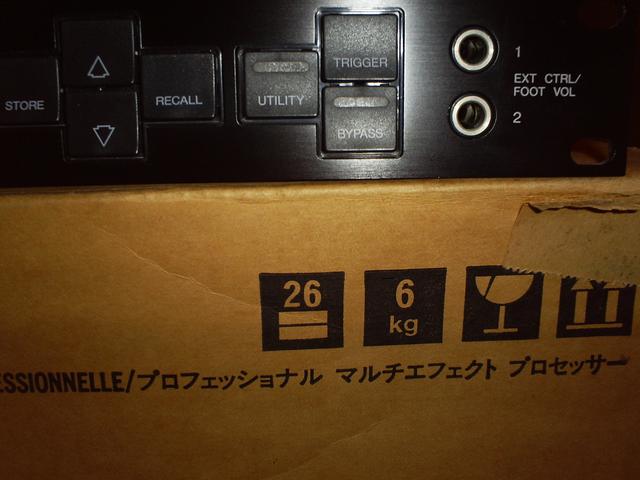 STORE
RECALL
UTILITY
TRIGGER
BYPASS
1
EXT CTRL/
FOOT VOL
2
26
6
kg
ESSIONNELLE/プロフェッショナル マルチエフェクト プロセッサー